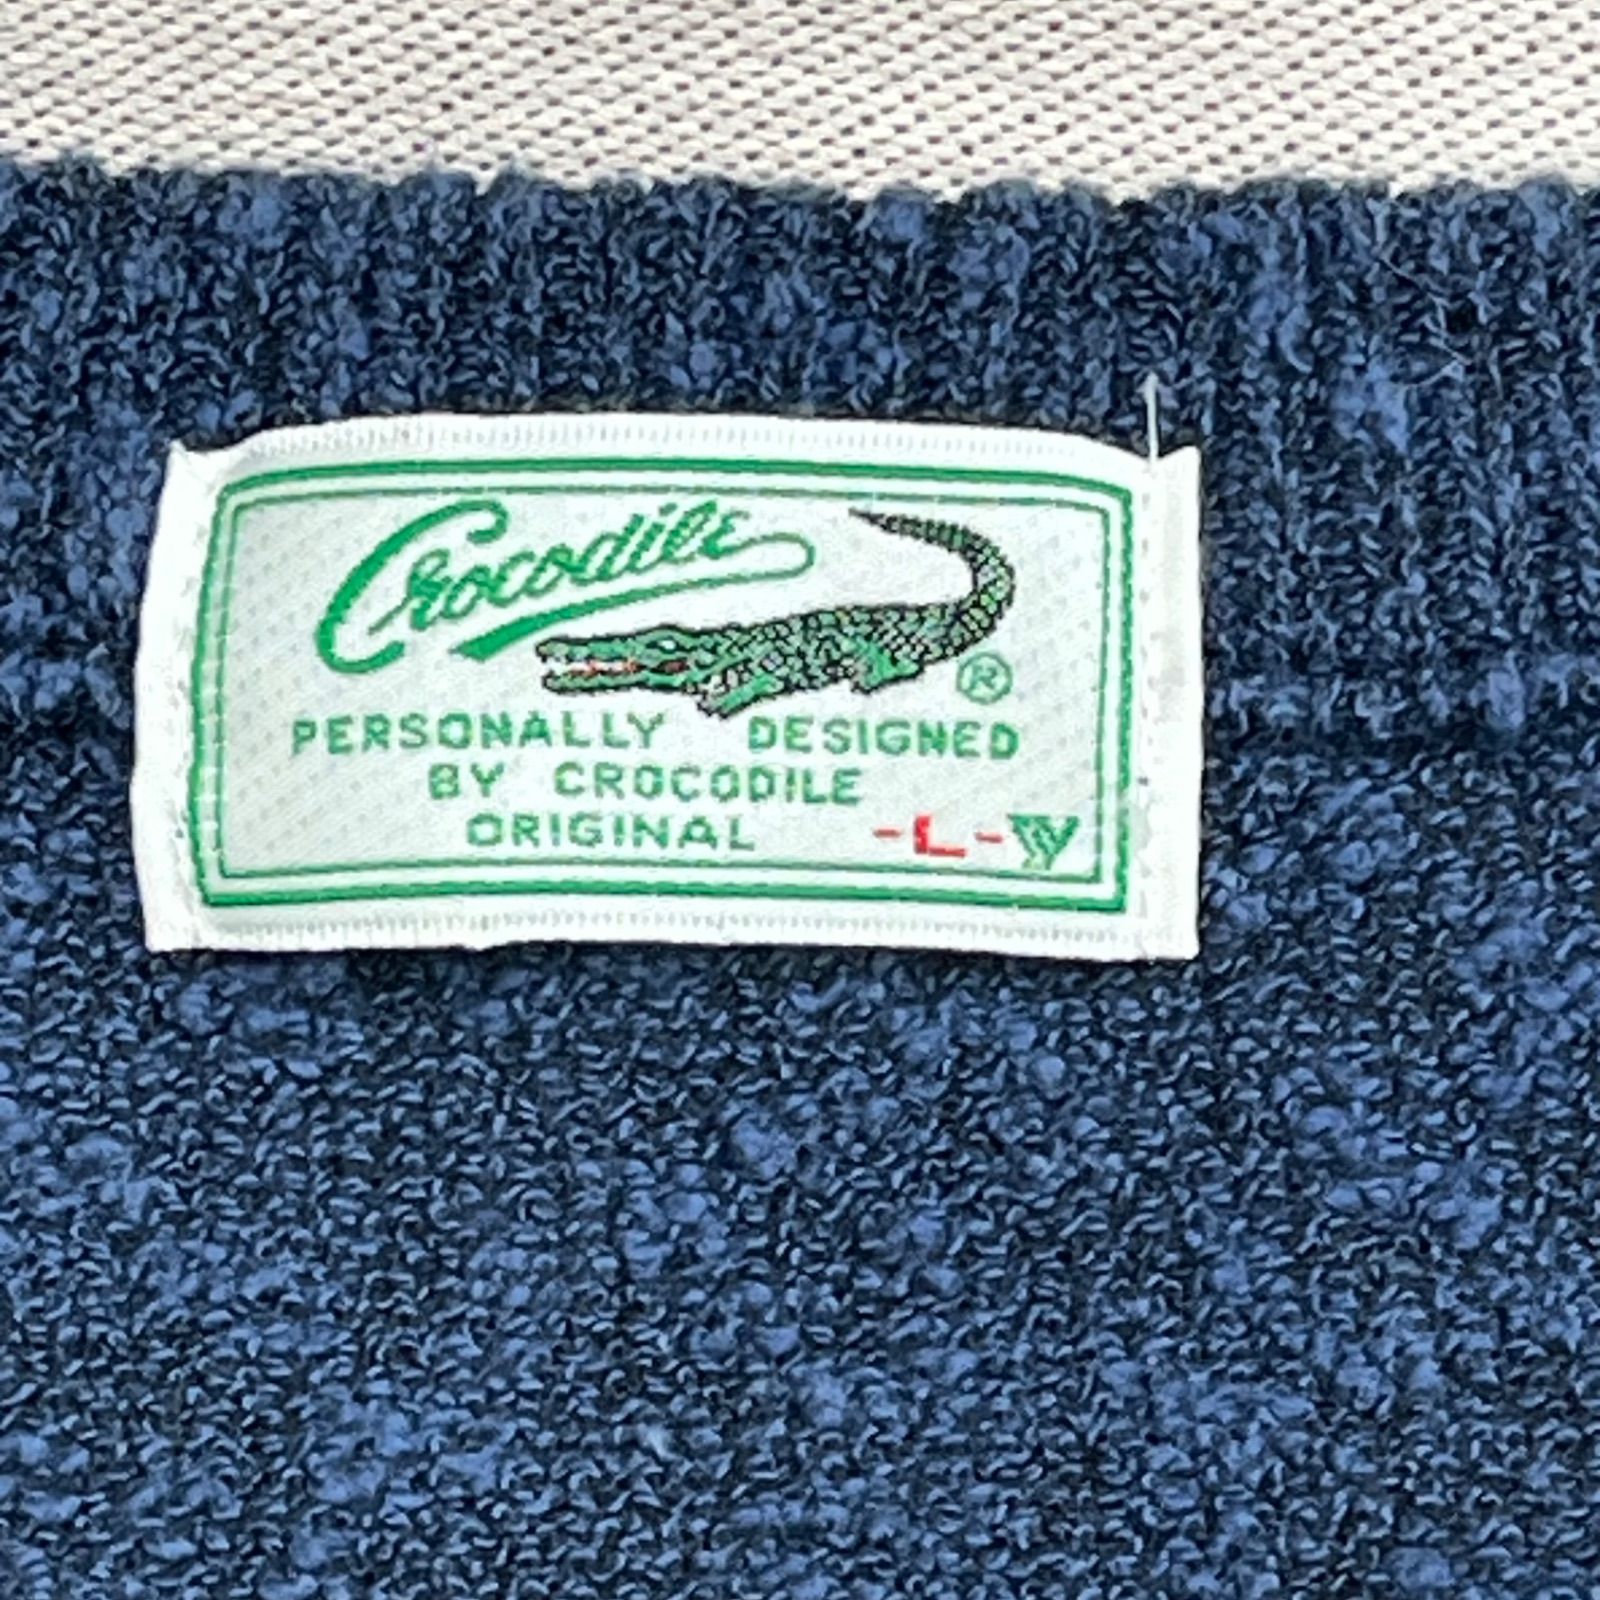 Crocodile
®
PERSONALLY DESIGNED
BY CROCODILE
ORIGINAL
-L-